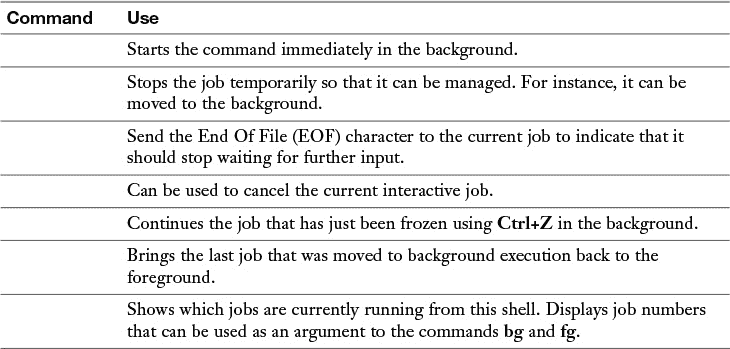 Command Use
Starts the command immediately in the background.
Stops the job temporarily so that it can be managed. For instance, it can be
moved to the background.
Send the End Of File (EOF) character to the current job to indicate that it
should stop waiting for further input.
Can be used to cancel the current interactive job.
Continues the job that has just been frozen using Ctrl+Z in the background.
Brings the last job that was moved to background execution back to the
foreground.
Shows which jobs are currently running from this shell. Displays job numbers
that can be used as an argument to the commands bg and fg.